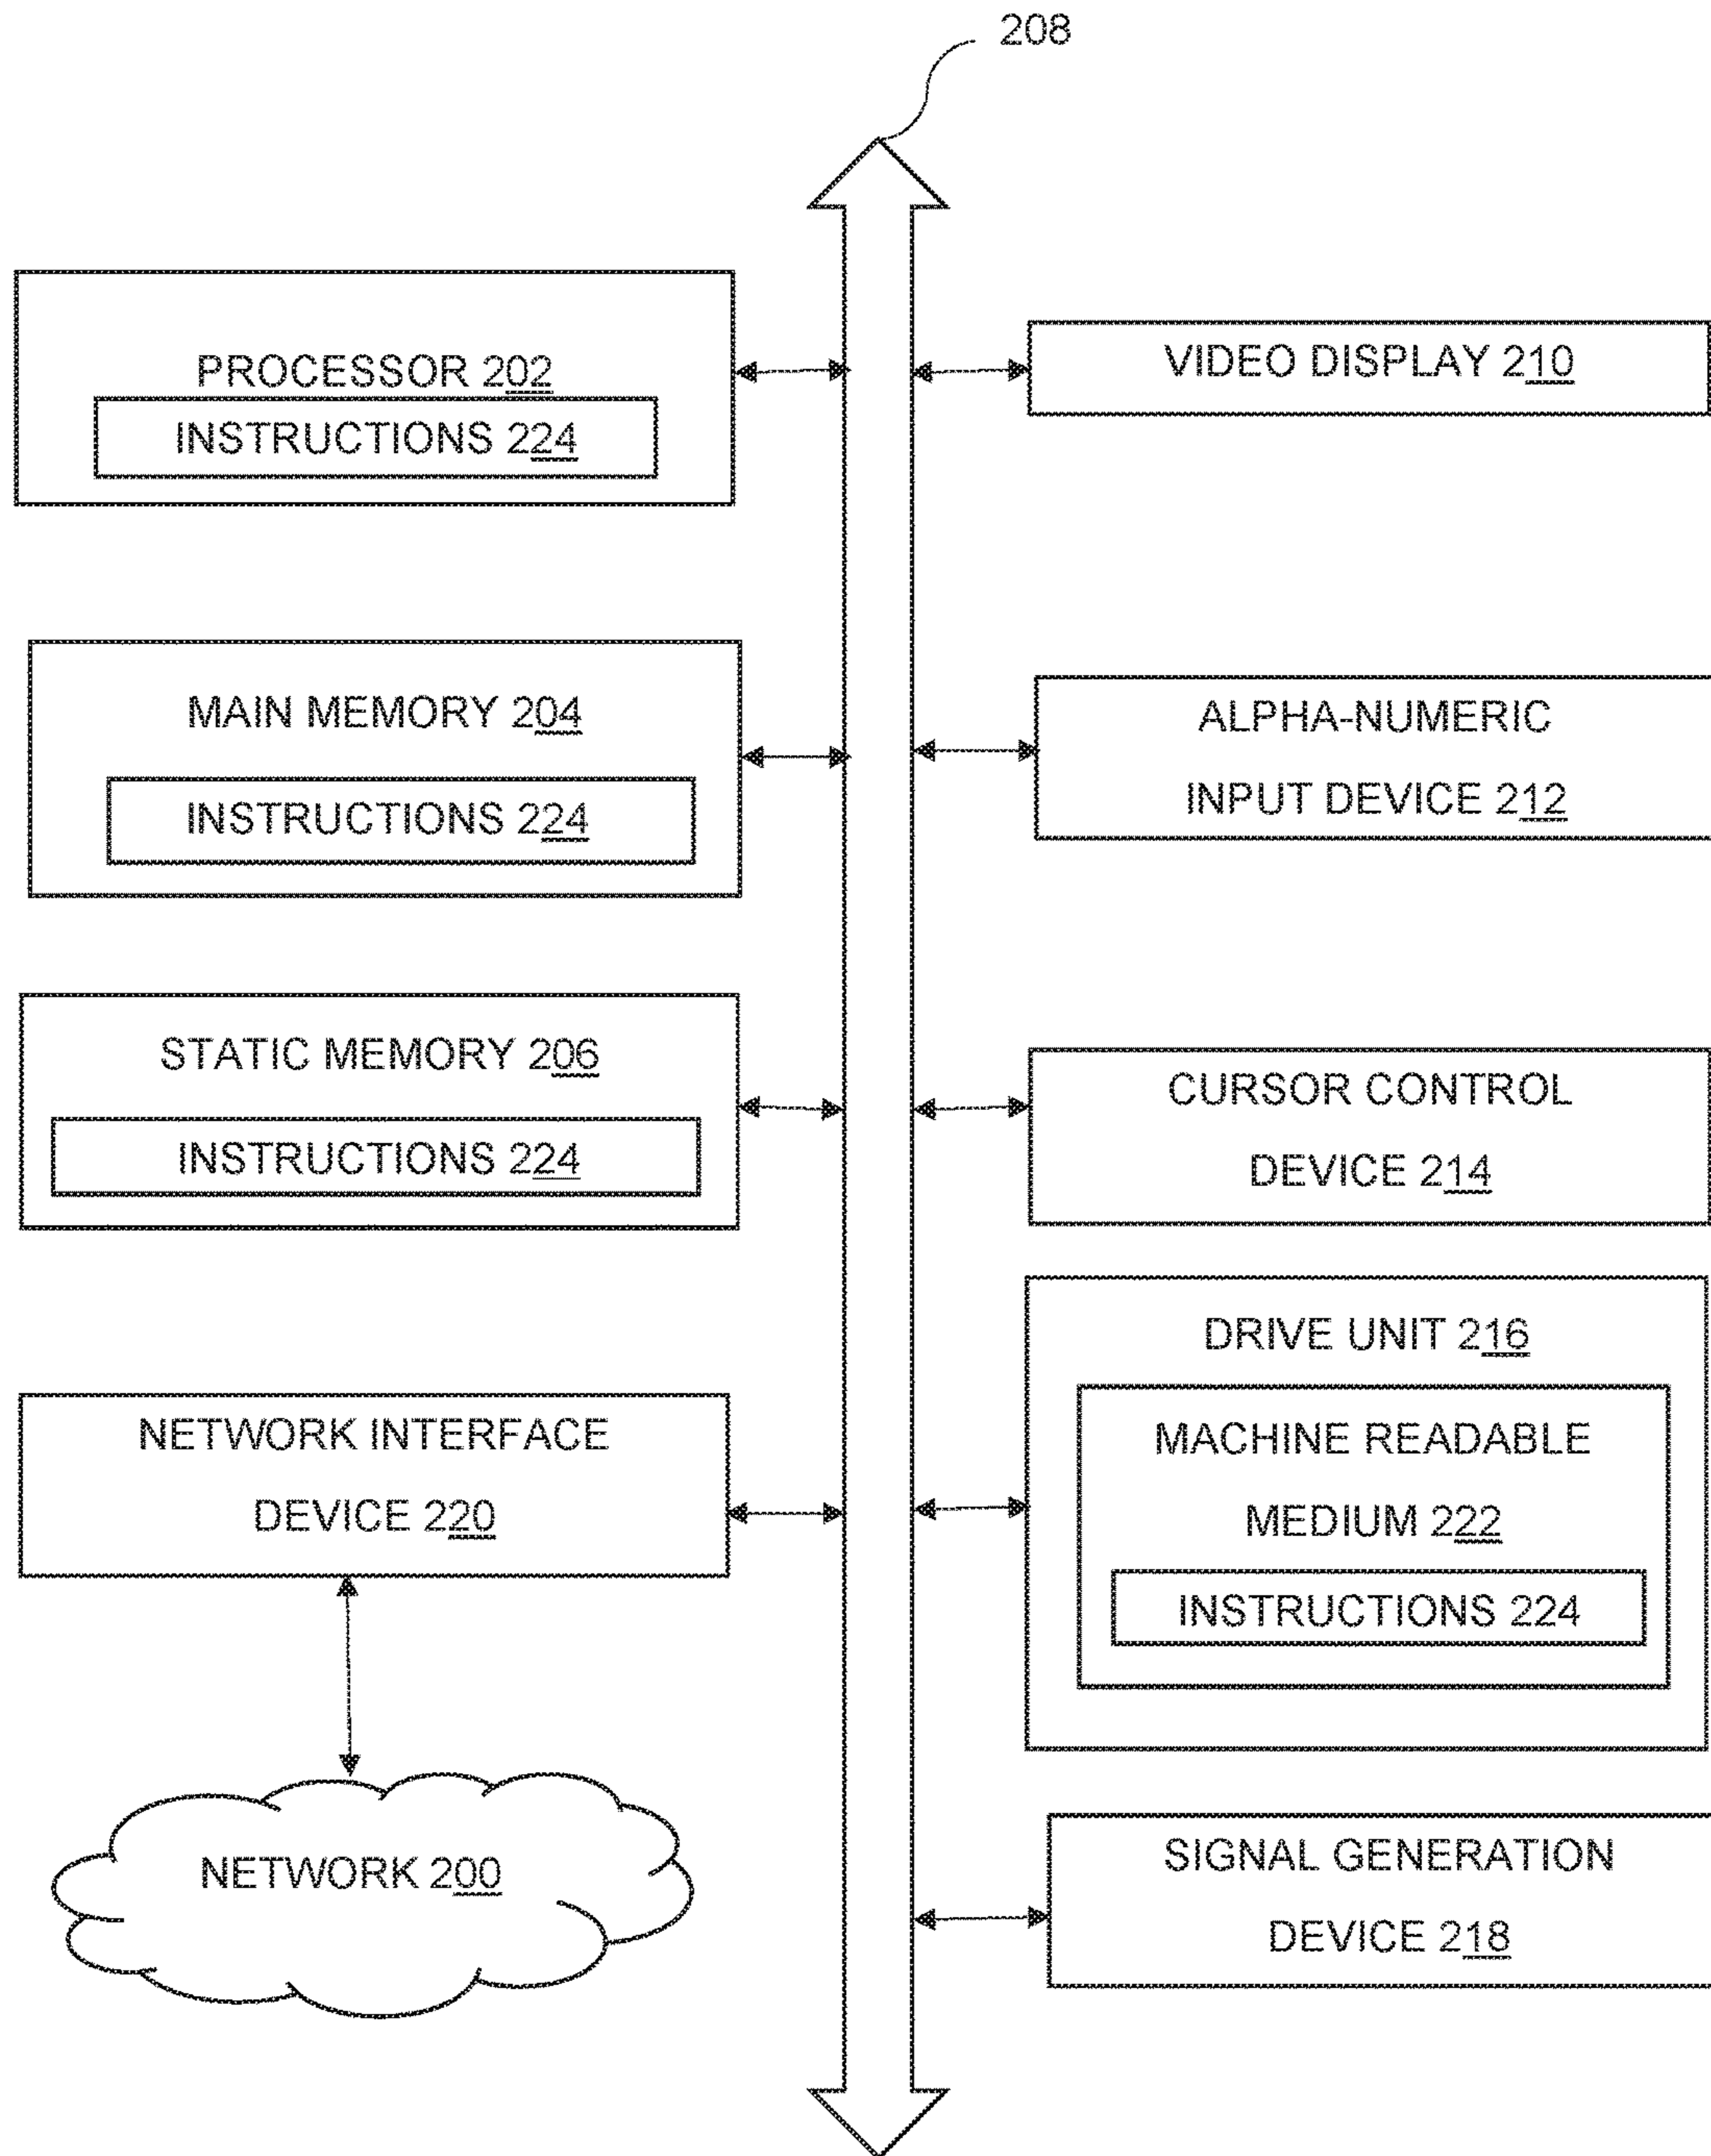 208
PROCESSOR 202
INSTRUCTIONS 224
MAIN MEMORY 204
INSTRUCTIONS 224
STATIC MEMORY 206
INSTRUCTIONS 224
NETWORK INTERFACE
DEVICE 220
NETWORK 200
VIDEO DISPLAY 210
ALPHA-NUMERIC
INPUT DEVICE 212
CURSOR CONTROL
DEVICE 214
DRIVE UNIT 216
MACHINE READABLE
MEDIUM 222
INSTRUCTIONS 224
SIGNAL GENERATION
DEVICE 218